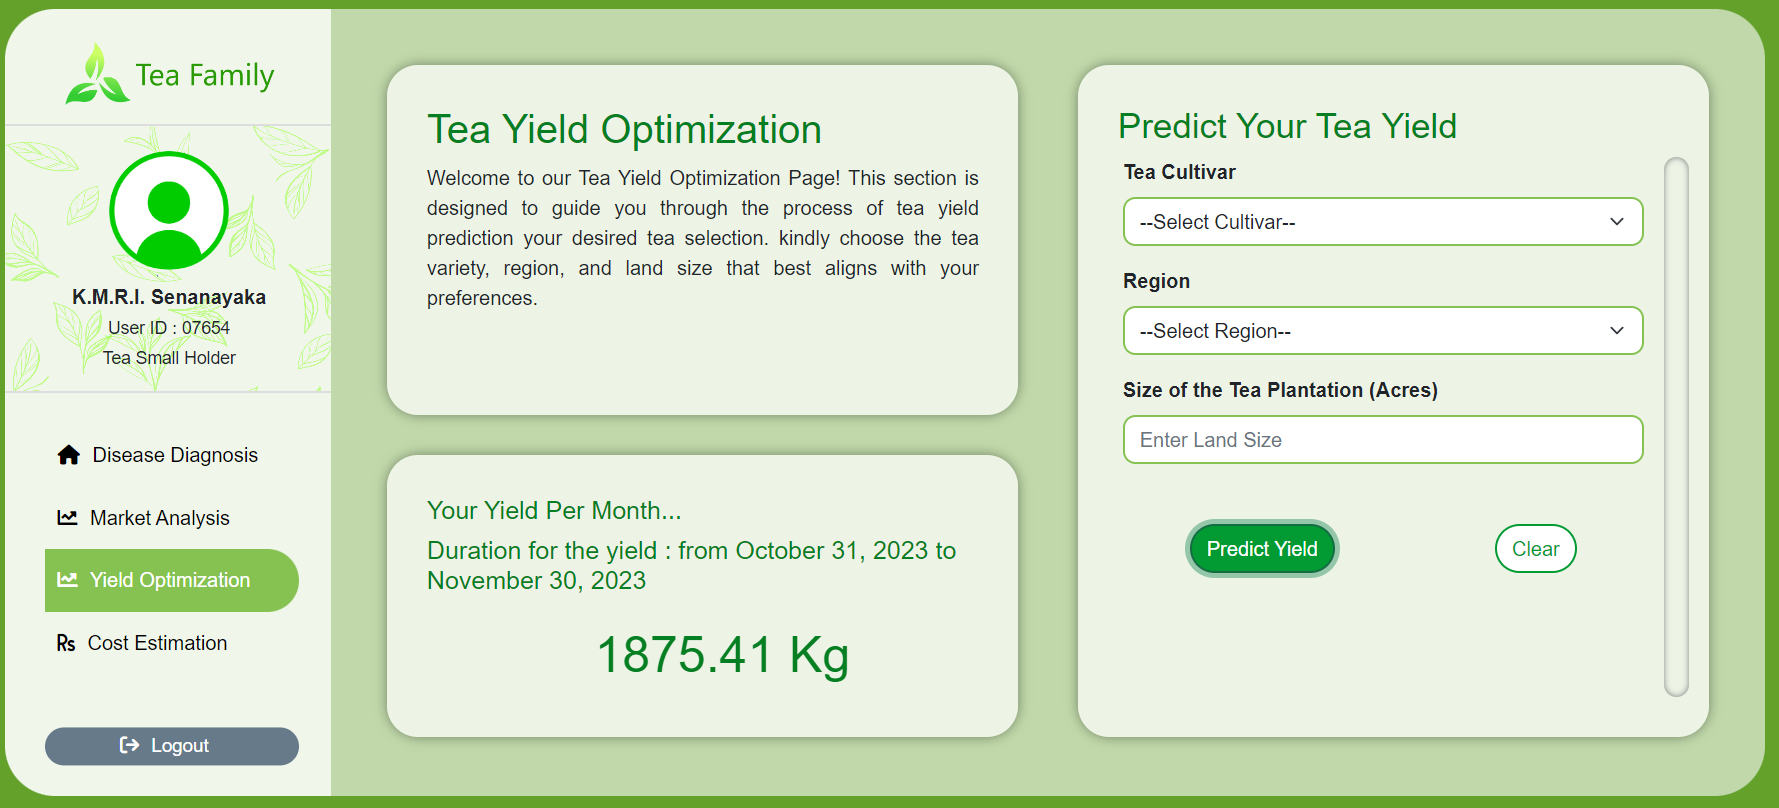 Tea Family
K.M.R.I. Senanayaka
User ID : 07654
Tea Small Holder
Disease Diagnosis
Market Analysis
Yield Optimization
Rs Cost Estimation
Logout
Tea Yield Optimization
Welcome to our Tea Yield Optimization Page! This section is
designed to guide you through the process of tea yield
prediction your desired tea selection. kindly choose the tea
variety, region, and land size that best aligns with your
preferences.
Your Yield Per Month...
Duration for the yield : from October 31, 2023 to
November 30, 2023
1875.41 Kg
Predict Your Tea Yield
Tea Cultivar
--Select Cultivar--
Region
--Select Region--
Size of the Tea Plantation (Acres)
Enter Land Size
Predict Yield
Clear